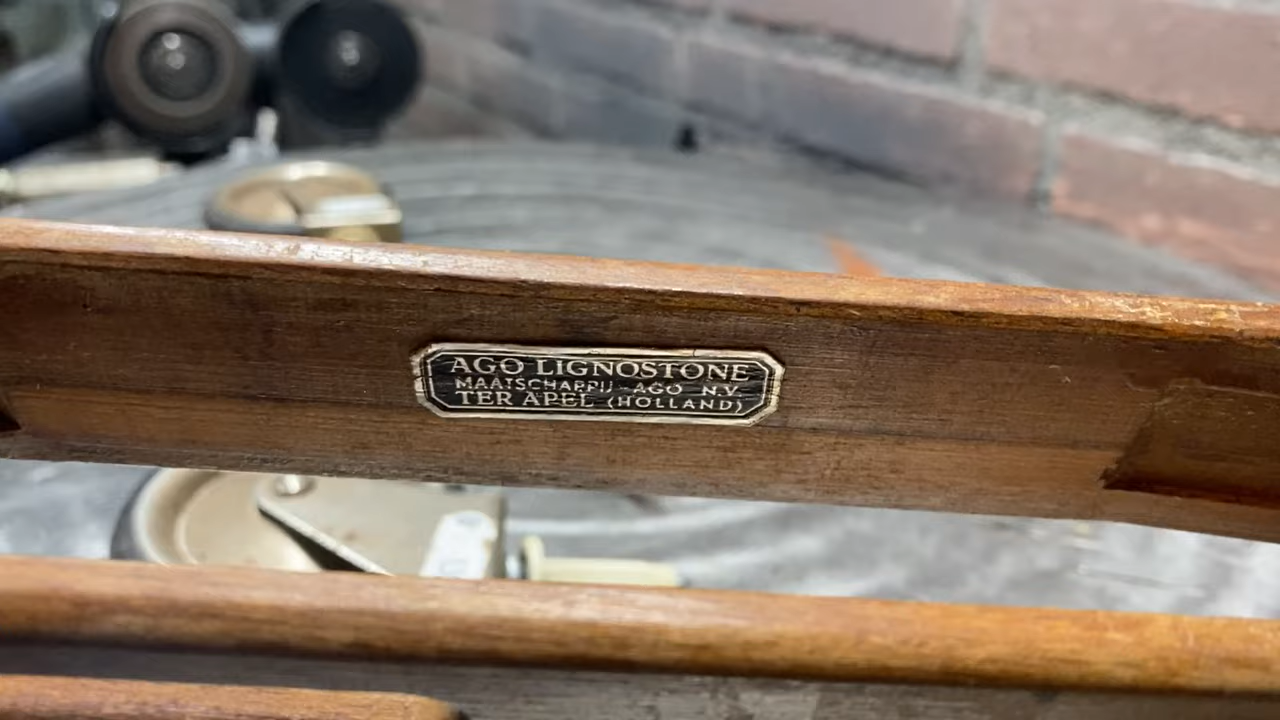 AGO LIGNOSTONE
MAATSCHAPPIJ - AGO N.V.
TER APEL (HOLLAND)